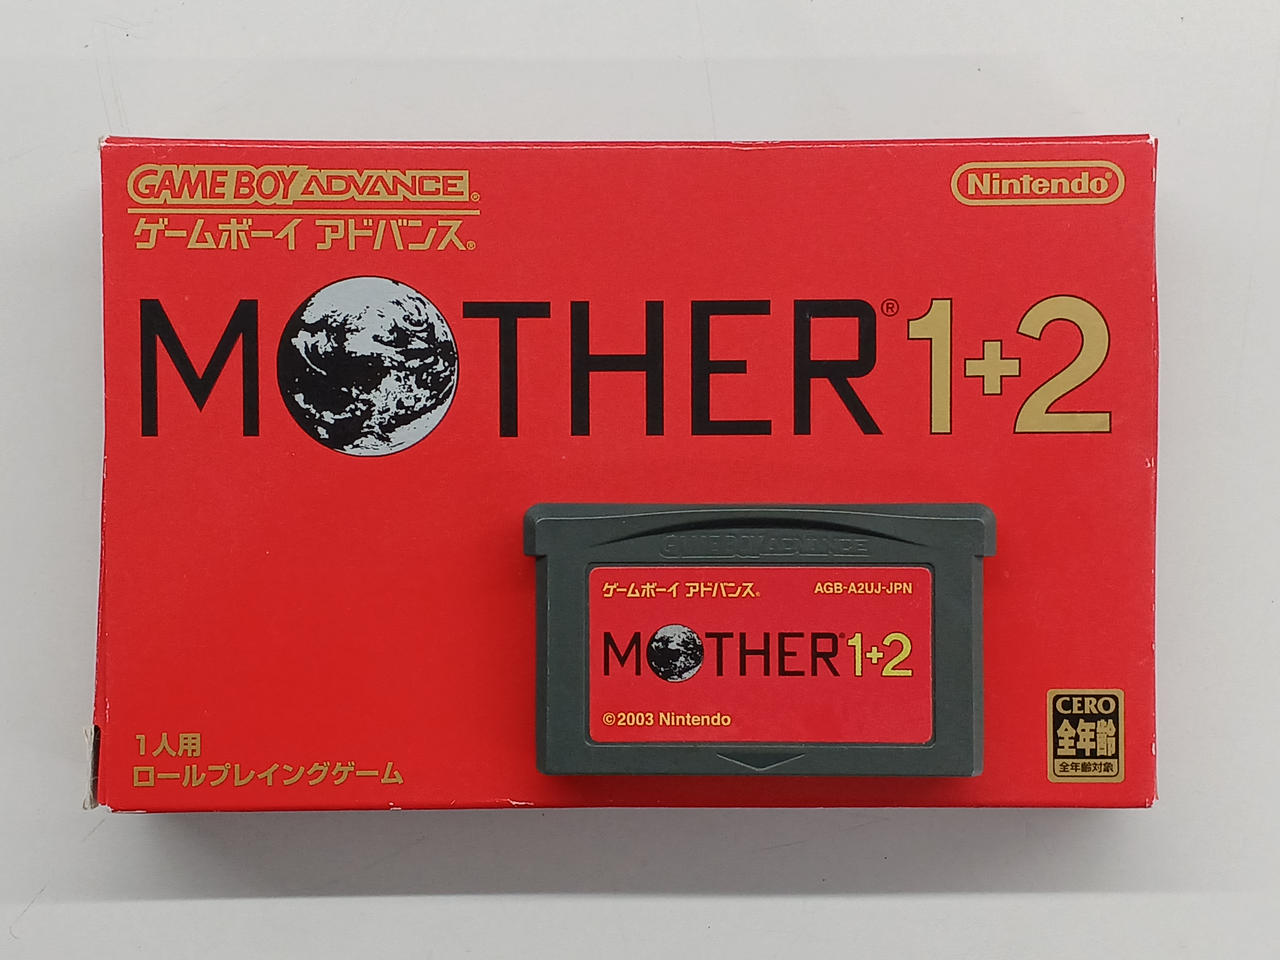 GAME BOY ADVANCE®
ゲームボーイ アドバンス®
Nintendo®
MOTHER® 1+2
GAME BOY ADVANCE
ゲームボーイ アドバンス®
AGB-A2UJ-JPN
MOTHER® 1+2
©2003 Nintendo
1人用
ロールプレイングゲーム
CERO
全年齢
全年齢対象